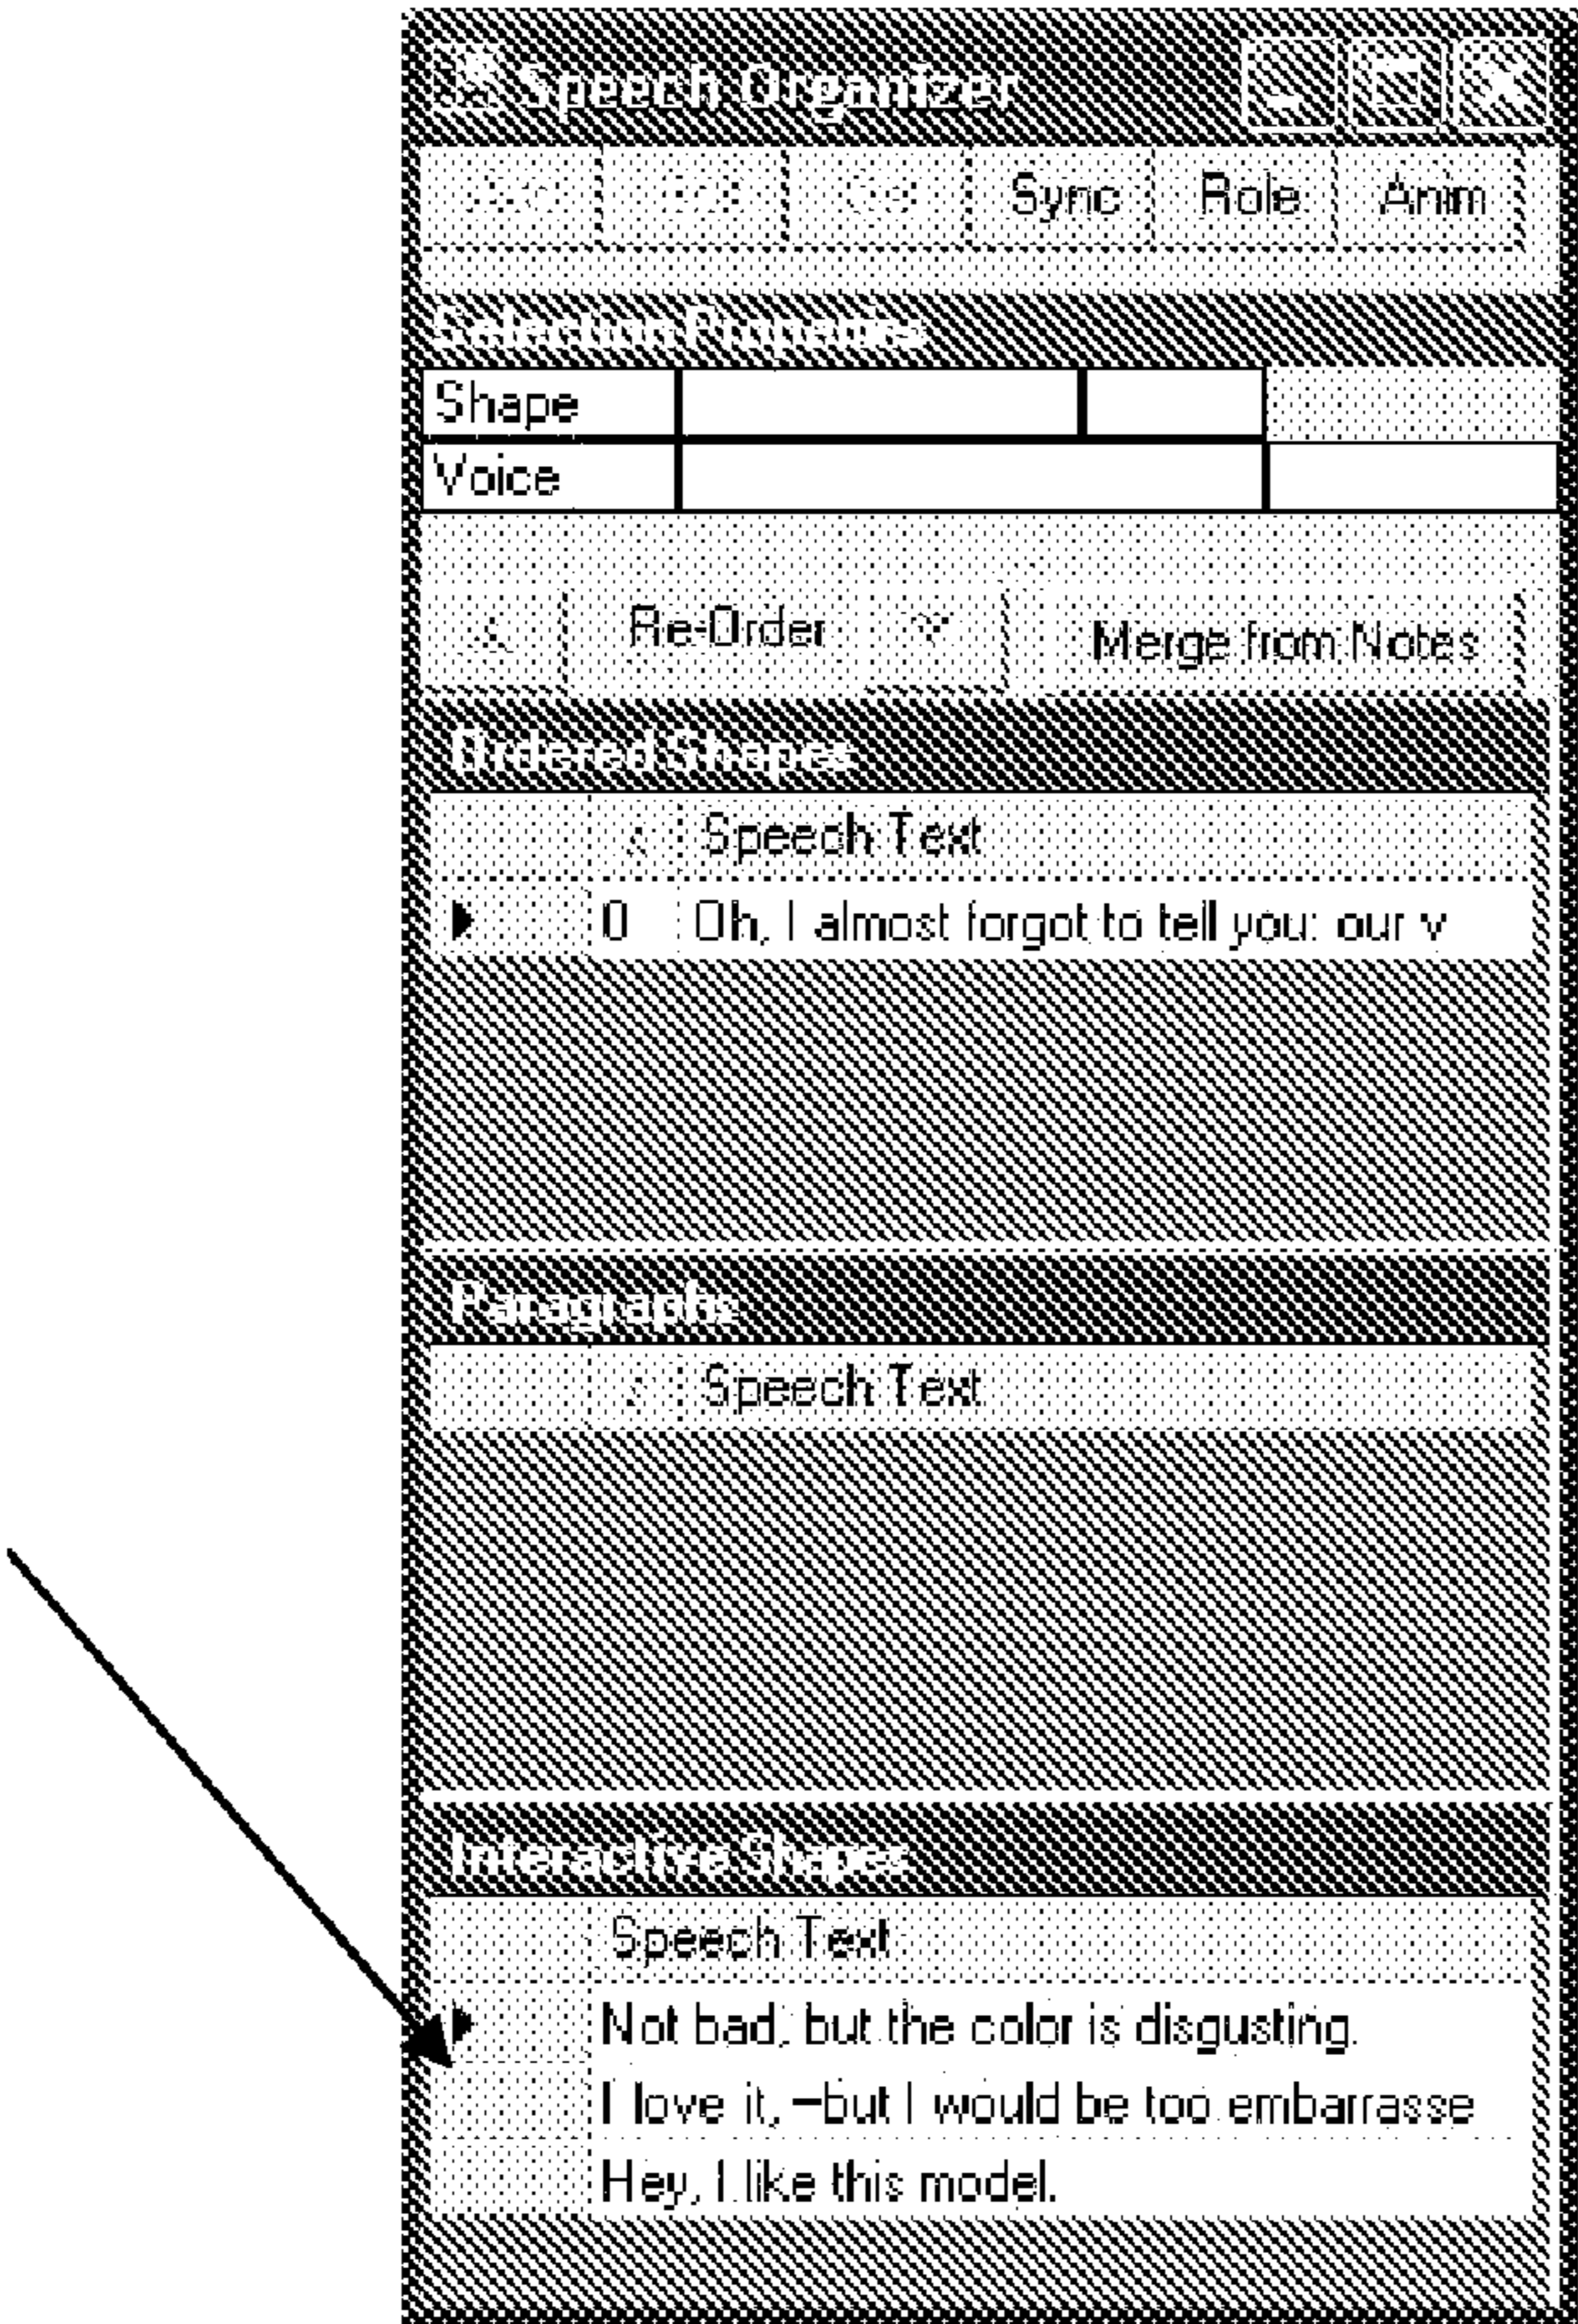 Speech Organizer
Sync Role Anim
Selection Properties
Shape
Voice
Re-Order Merge from Notes
Ordered Shapes
Speech Text
0 Oh, I almost forgot to tell you: our v
Paragraphs
Speech Text
Interactive Shapes
Speech Text
Not bad, but the color is disgusting.
I love it, –but I would be too embarrasse
Hey, I like this model.